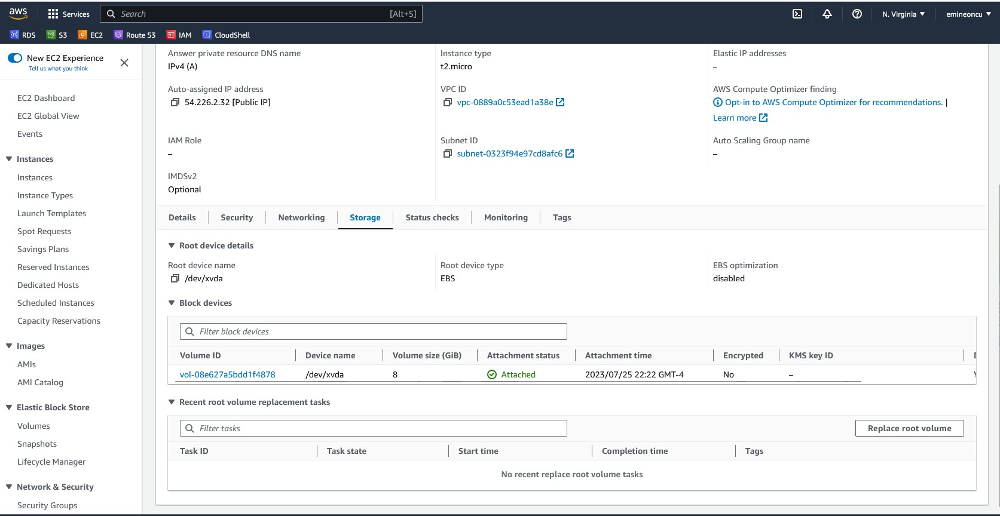 aws Services Search [Alt+S] N. Virginia emineoncu
RDS S3 EC2 Route 53 IAM CloudShell
New EC2 Experience
Tell us what you think
EC2 Dashboard
EC2 Global View
Events
Instances
Instances
Instance Types
Launch Templates
Spot Requests
Savings Plans
Reserved Instances
Dedicated Hosts
Scheduled Instances
Capacity Reservations
Images
AMIs
AMI Catalog
Elastic Block Store
Volumes
Snapshots
Lifecycle Manager
Network & Security
Security Groups
Answer private resource DNS name Instance type Elastic IP addresses
IPv4 (A) t2.micro –
Auto-assigned IP address VPC ID AWS Compute Optimizer finding
54.226.2.32 [Public IP] vpc-0889a0c53ead1a38e Opt-in to AWS Compute Optimizer for recommendations. |
Learn more
IAM Role Subnet ID Auto Scaling Group name
– subnet-0323f94e97cd8afc6 –
IMDSv2
Optional
Details Security Networking Storage Status checks Monitoring Tags
Root device details
Root device name Root device type EBS optimization
/dev/xvda EBS disabled
Block devices
Filter block devices
Volume ID Device name Volume size (GiB) Attachment status Attachment time Encrypted KMS key ID
vol-08e627a5bdd1f4878 /dev/xvda 8 Attached 2023/07/25 22:22 GMT-4 No –
Recent root volume replacement tasks
Filter tasks Replace root volume
Task ID Task state Start time Completion time Tags
No recent replace root volume tasks